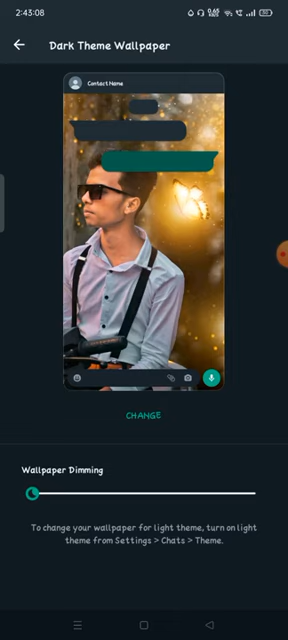 2:43:08
Dark Theme Wallpaper
Contact Name
CHANGE
Wallpaper Dimming
To change your wallpaper for light theme, turn on light
theme from Settings > Chats > Theme.